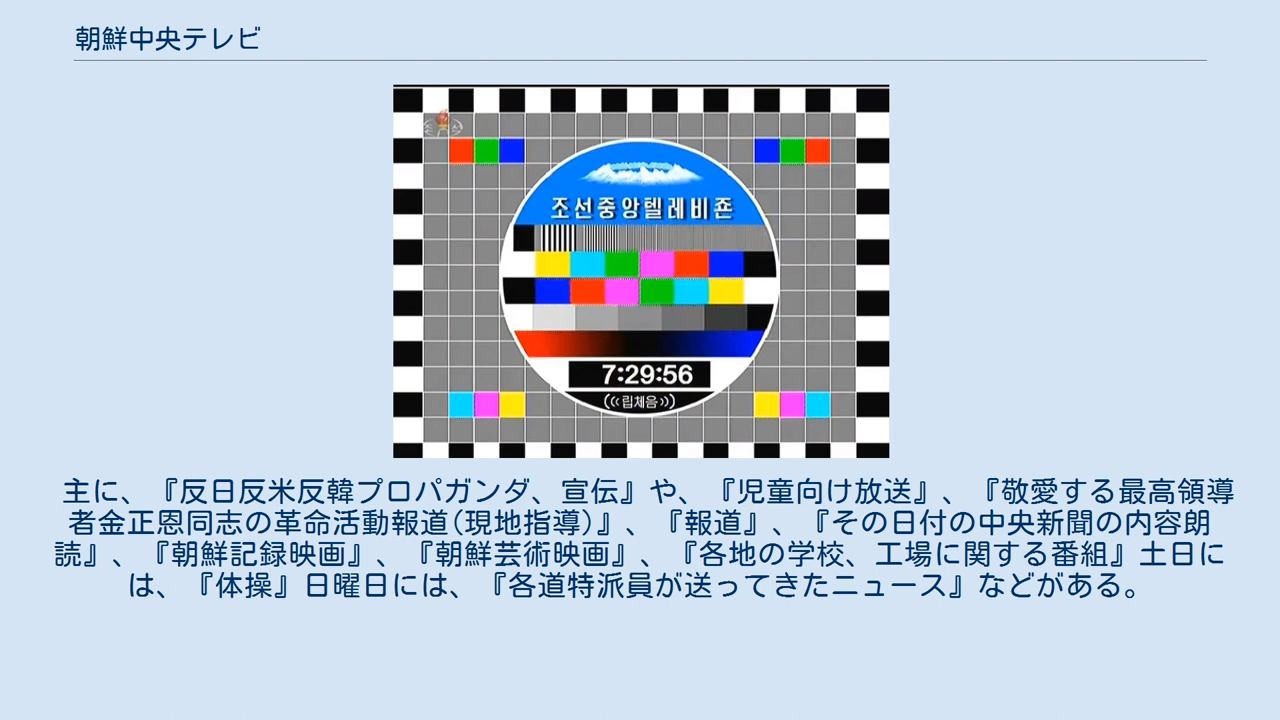 朝鮮中央テレビ
조선중앙텔레비죤
7:29:56
((립체음))
主に、『反日反米反韓プロパガンダ、宣伝』や、『児童向け放送』、『敬愛する最高領導
者金正恩同志の革命活動報道(現地指導)』、『報道』、『その日付の中央新聞の内容朗
読』、『朝鮮記録映画』、『朝鮮芸術映画』、『各地の学校、工場に関する番組』土日に
は、『体操』日曜日には、『各道特派員が送ってきたニュース』などがある。